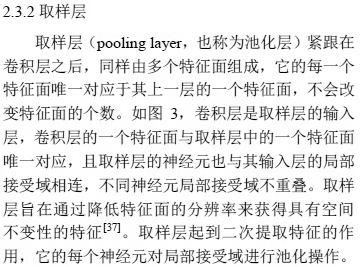 2.3.2 取样层
取样层（pooling layer，也称为池化层）紧跟在
卷积层之后，同样由多个特征面组成，它的每一个
特征面唯一对应于其上一层的一个特征面，不会改
变特征面的个数。如图 3，卷积层是取样层的输入
层，卷积层的一个特征面与取样层中的一个特征面
唯一对应，且取样层的神经元也与其输入层的局部
接受域相连，不同神经元局部接受域不重叠。取样
层旨在通过降低特征面的分辨率来获得具有空间
不变性的特征[37]。取样层起到二次提取特征的作
用，它的每个神经元对局部接受域进行池化操作。